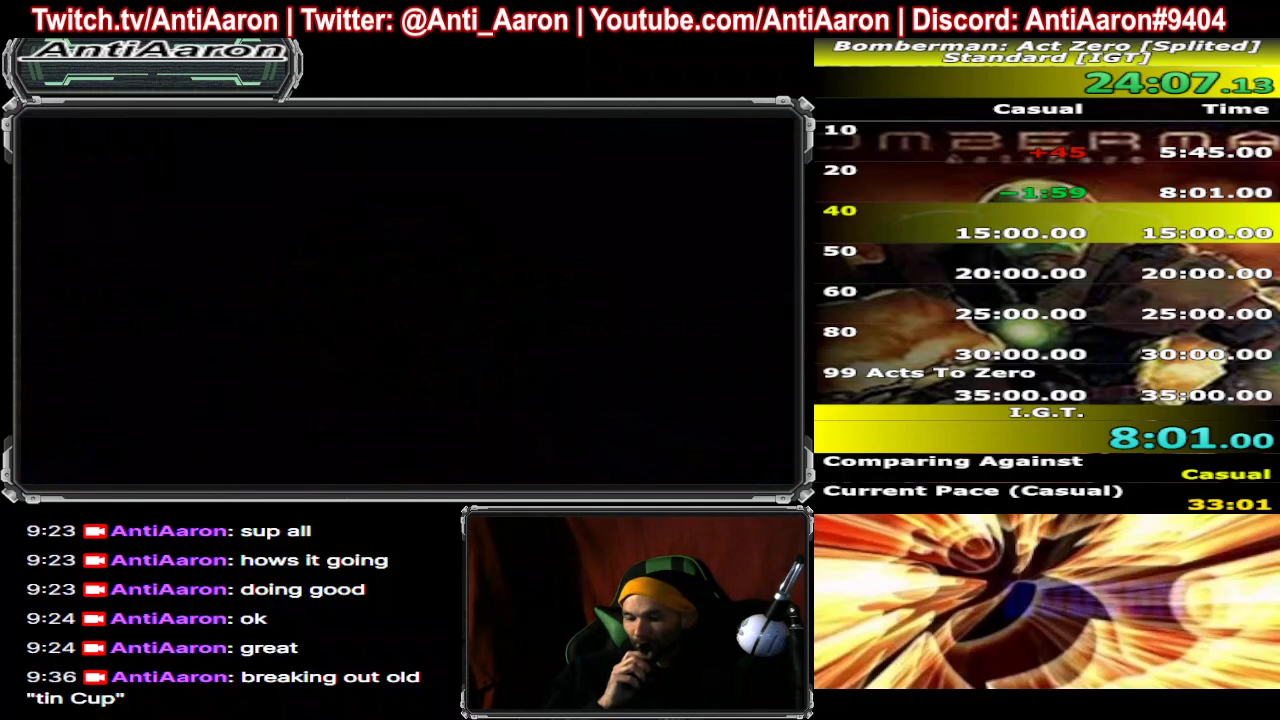 Twitch.tv/AntiAaron | Twitter: @Anti_Aaron | Youtube.com/AntiAaron | Discord: AntiAaron#9404
AntiAaron
Bomberman: Act Zero [Splited]
Standard [IGT]
24:07.13
Casual Time
10
+45 5:45.00
20
-1:59 8:01.00
40
15:00.00 15:00.00
50
20:00.00 20:00.00
60
25:00.00 25:00.00
80
30:00.00 30:00.00
99 Acts To Zero
35:00.00 35:00.00
I.G.T.
8:01.00
Comparing Against
Casual
Current Pace (Casual)
33:01
9:23 AntiAaron: sup all
9:23 AntiAaron: hows it going
9:23 AntiAaron: doing good
9:24 AntiAaron: ok
9:24 AntiAaron: great
9:36 AntiAaron: breaking out old
"tin Cup"